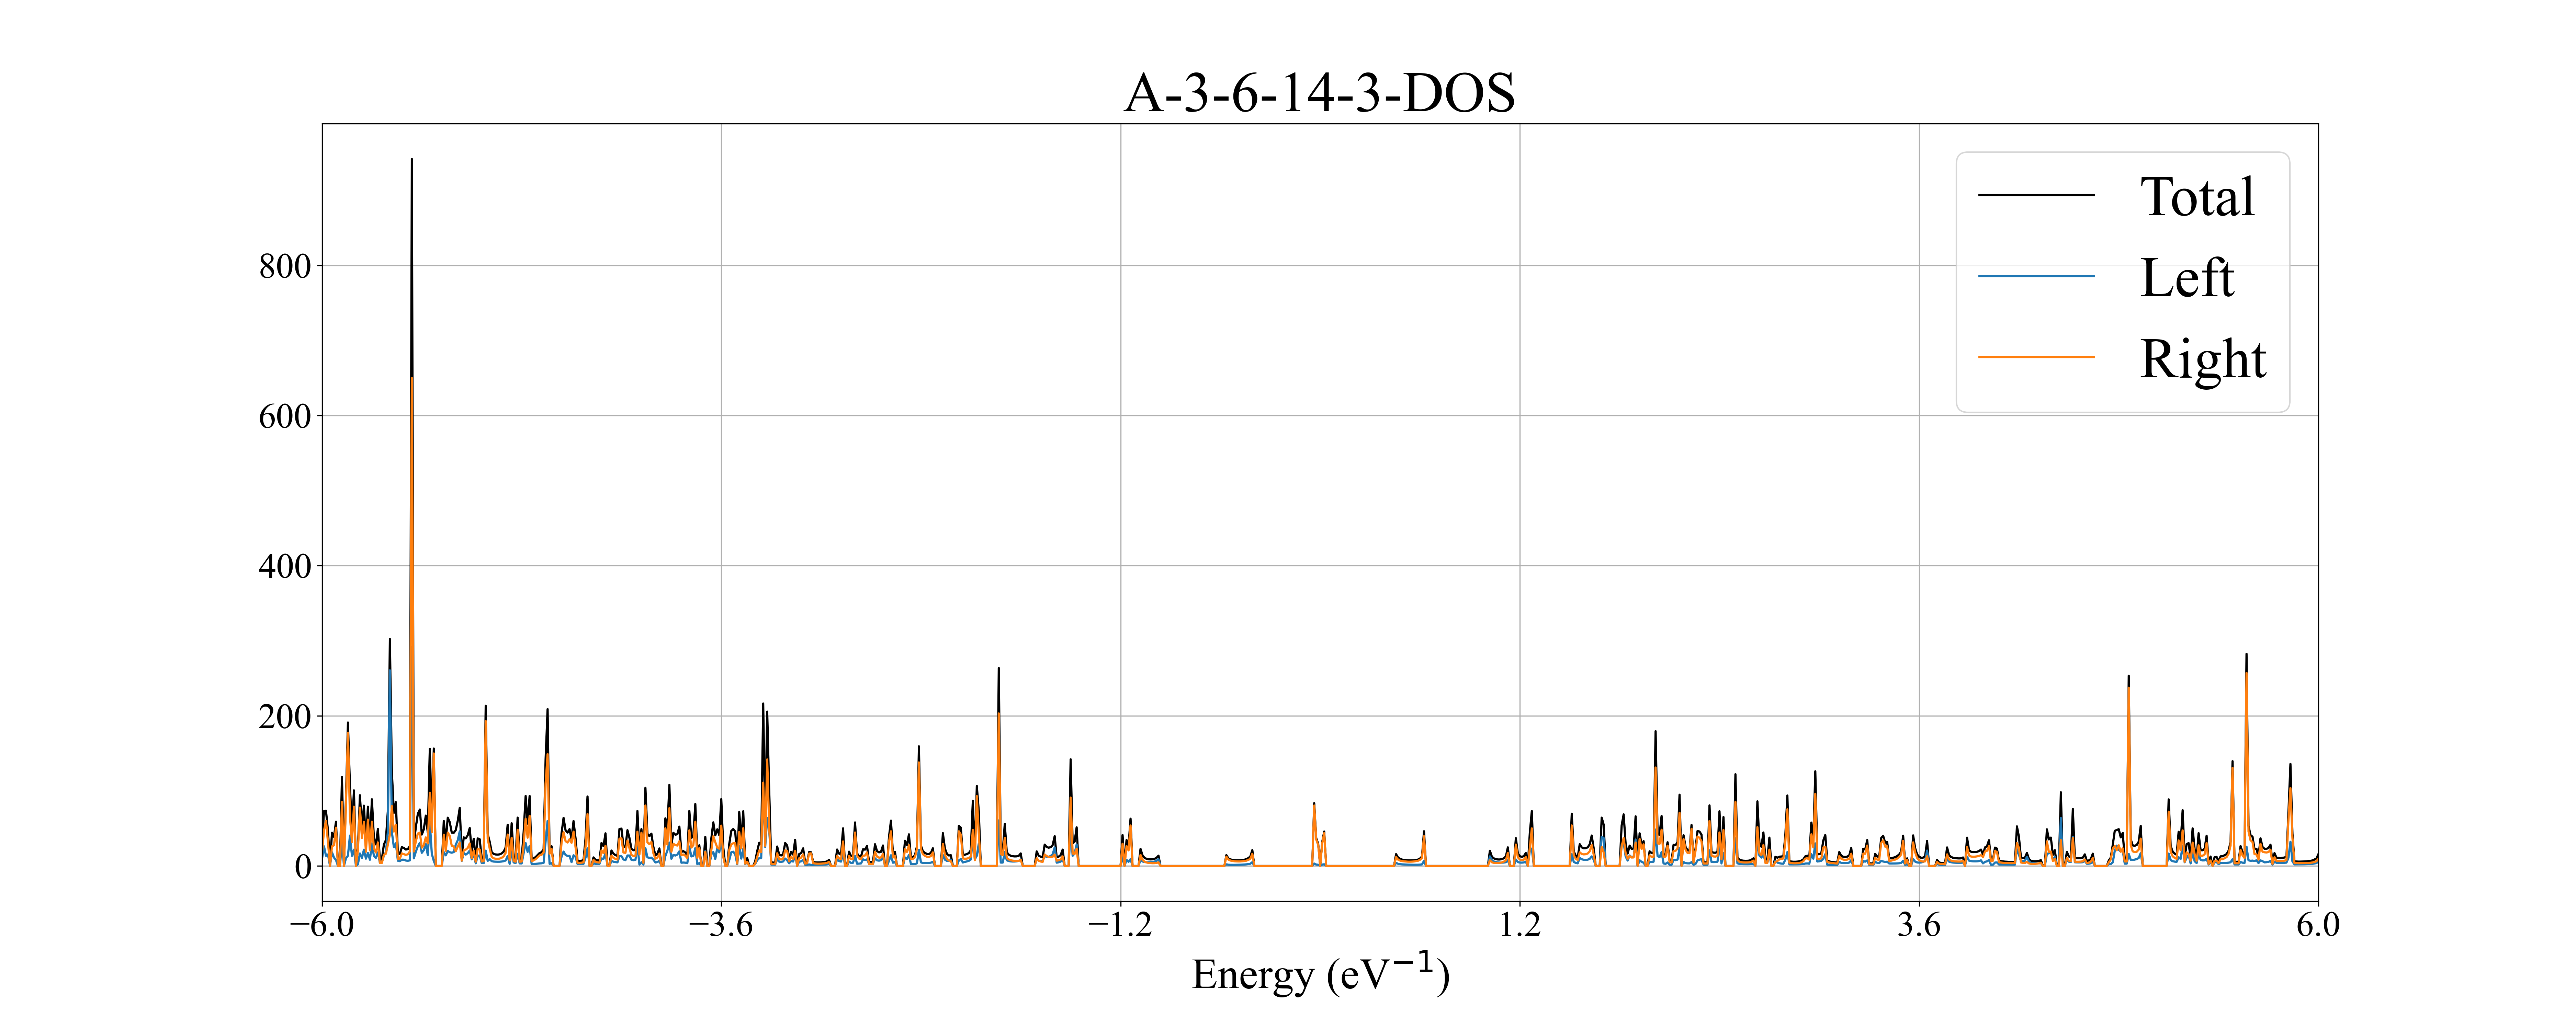 A-3-6-14-3-DOS
Total
Left
Right
800
600
400
200
0
−6.0 −3.6 −1.2 1.2 3.6 6.0
Energy (eV⁻¹)